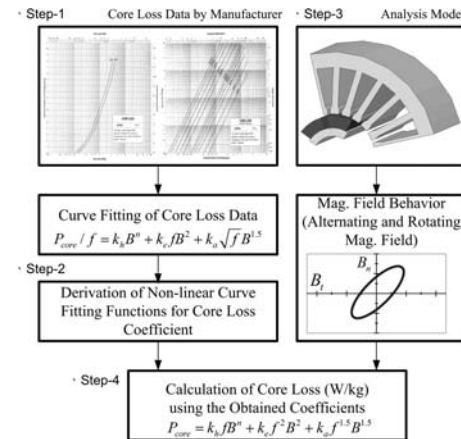 · Step-1
Core Loss Data by Manufacturer
Curve Fitting of Core Loss Data
P_core / f = k_h B^n + k_e f B^2 + k_a √f B^1.5
· Step-2
Derivation of Non-linear Curve
Fitting Functions for Core Loss
Coefficient
· Step-3
Analysis Model
Mag. Field Behavior
(Alternating and Rotating
Mag. Field)
B_n
B_t
· Step-4
Calculation of Core Loss (W/kg)
using the Obtained Coefficients
P_core = k_h f B^n + k_e f^2 B^2 + k_a f^1.5 B^1.5